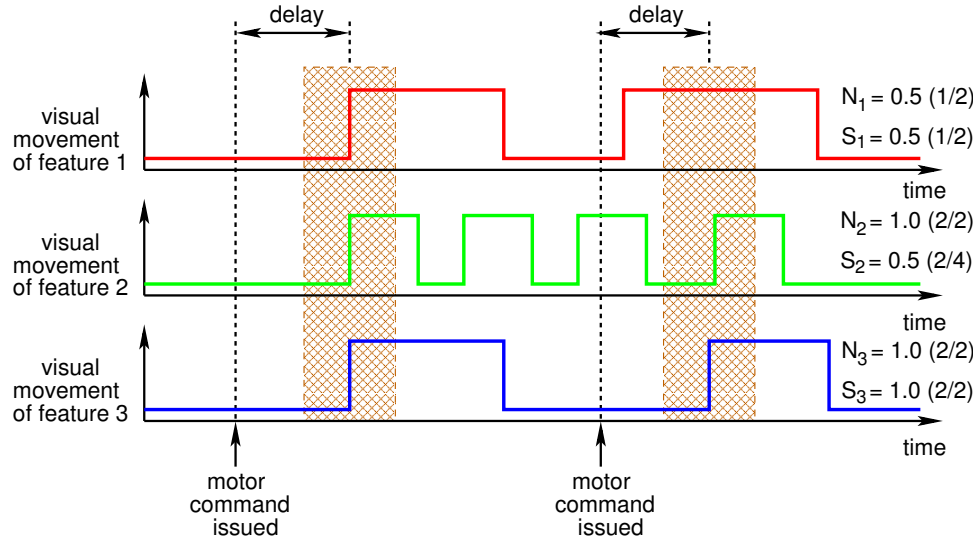 delay
delay
visual
movement
of feature 1
N1 = 0.5 (1/2)
S1 = 0.5 (1/2)
time
visual
movement
of feature 2
N2 = 1.0 (2/2)
S2 = 0.5 (2/4)
time
visual
movement
of feature 3
N3 = 1.0 (2/2)
S3 = 1.0 (2/2)
time
motor
command
issued
motor
command
issued